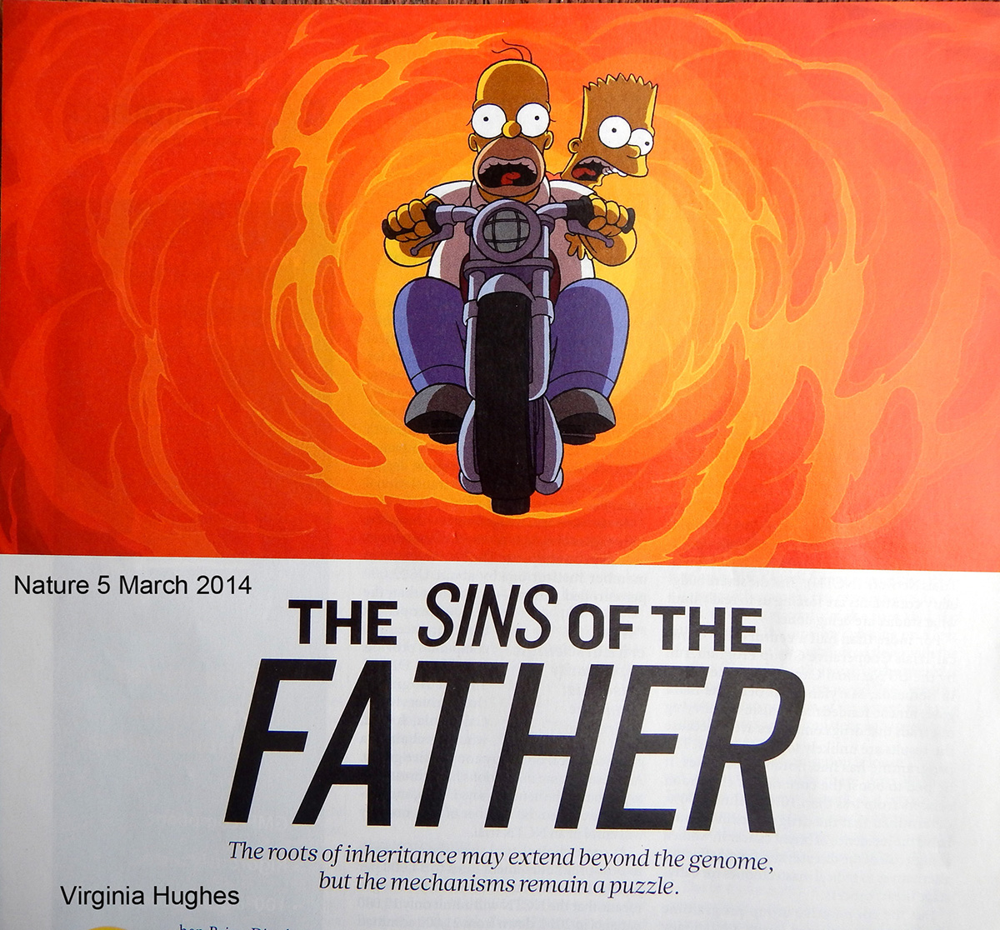 Nature 5 March 2014
THE SINS OF THE
FATHER
The roots of inheritance may extend beyond the genome,
but the mechanisms remain a puzzle.
Virginia Hughes